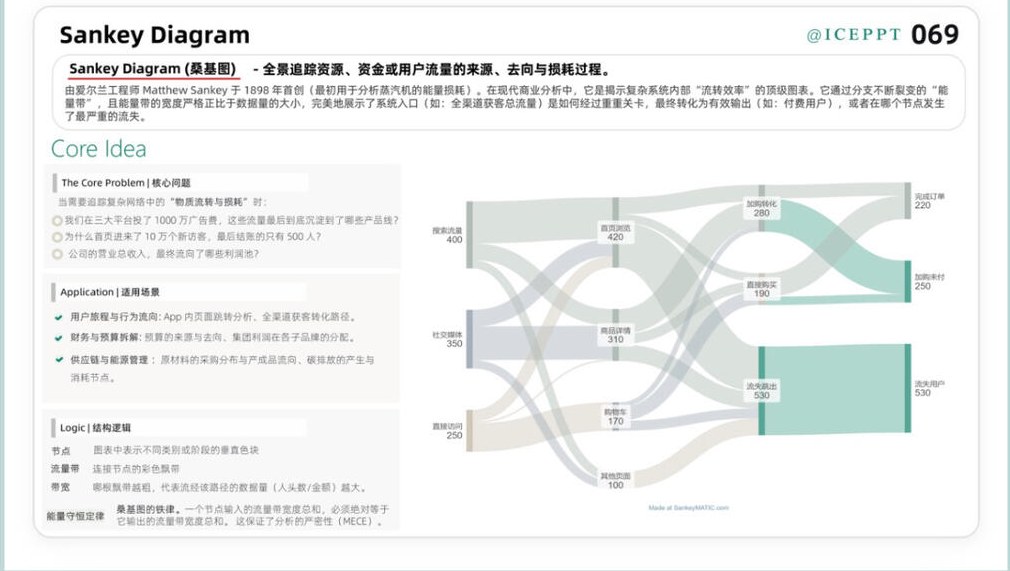 Sankey Diagram
@ICEPPT 069
Sankey Diagram (桑基图) - 全景追踪资源、资金或用户流量的来源、去向与损耗过程。
由爱尔兰工程师 Matthew Sankey 于 1898 年首创（最初用于分析蒸汽机的能量损耗）。在现代商业分析中，它是揭示复杂系统内部“流转效率”的顶级图表。它通过分支不断裂变的“能
量带”，且能量带的宽度严格正比于数据量的大小，完美地展示了系统入口（如：全渠道获客总流量）是如何经过重重关卡，最终转化为有效输出（如：付费用户），或者在哪个节点发生
了最严重的流失。
Core Idea
The Core Problem | 核心问题
当需要追踪复杂网络中的“物质流转与损耗”时：
我们在三大平台投了 1000 万广告费，这些流量最后到底沉淀到了哪些产品线？
为什么首页进来了 10 万个新访客，最后结账的只有 500 人？
公司的营业总收入，最终流向了哪些利润池？
Application | 适用场景
用户旅程与行为流向: App 内页面跳转分析、全渠道获客转化路径。
财务与预算拆解: 预算的来源与去向、集团利润在各子品牌的分配。
供应链与能源管理： 原材料的采购分布与产成品流向、碳排放的产生与
消耗节点。
Logic | 结构逻辑
节点 图表中表示不同类别或阶段的垂直色块
流量带 连接节点的彩色飘带
带宽 哪根飘带越粗，代表流经该路径的数据量（人头数/金额）越大。
能量守恒定律 桑基图的铁律。一个节点输入的流量带宽度总和，必须绝对等于
它输出的流量带宽度总和。 这保证了分析的严密性（MECE）。
搜索流量
400
社交媒体
350
直接访问
250
首页浏览
420
商品详情
310
购物车
170
其他页面
100
加购转化
280
直接购买
190
流失跳出
530
完成订单
220
加购未付
250
流失用户
530
Made at SankeyMATIC.com